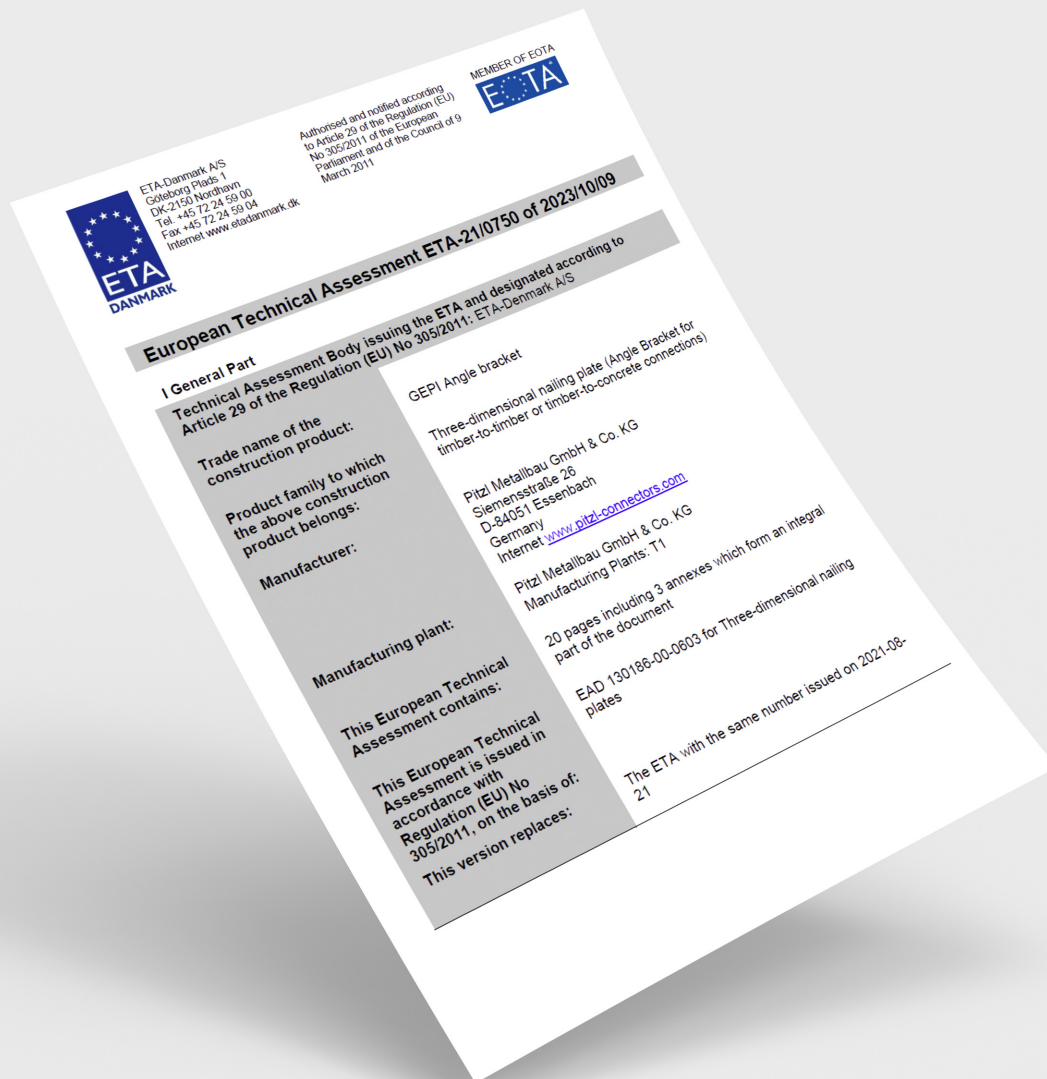 MEMBER OF EOTA
EOTA
Authorised and notified according
to Article 29 of the Regulation (EU)
No 305/2011 of the European
Parliament and of the Council of 9
March 2011
ETA-Danmark A/S
Göteborg Plads 1
DK-2150 Nordhavn
Tel. +45 72 24 59 00
Fax +45 72 24 59 04
Internet www.etadanmark.dk
ETA
DANMARK
European Technical Assessment ETA-21/0750 of 2023/10/09
I General Part
Technical Assessment Body issuing the ETA and designated according to
Article 29 of the Regulation (EU) No 305/2011: ETA-Denmark A/S
Trade name of the
construction product:
GEPI Angle bracket
Product family to which
the above construction
product belongs:
Three-dimensional nailing plate (Angle Bracket for
timber-to-timber or timber-to-concrete connections)
Manufacturer:
Pitzl Metallbau GmbH & Co. KG
Siemensstraße 26
D-84051 Essenbach
Germany
Internet www.pitzl-connectors.com
Manufacturing plant:
Pitzl Metallbau GmbH & Co. KG
Manufacturing Plants: T1
This European Technical
Assessment contains:
20 pages including 3 annexes which form an integral
part of the document
This European Technical
Assessment is issued in
accordance with
Regulation (EU) No
305/2011, on the basis of:
EAD 130186-00-0603 for Three-dimensional nailing
plates
This version replaces:
The ETA with the same number issued on 2021-08-
21